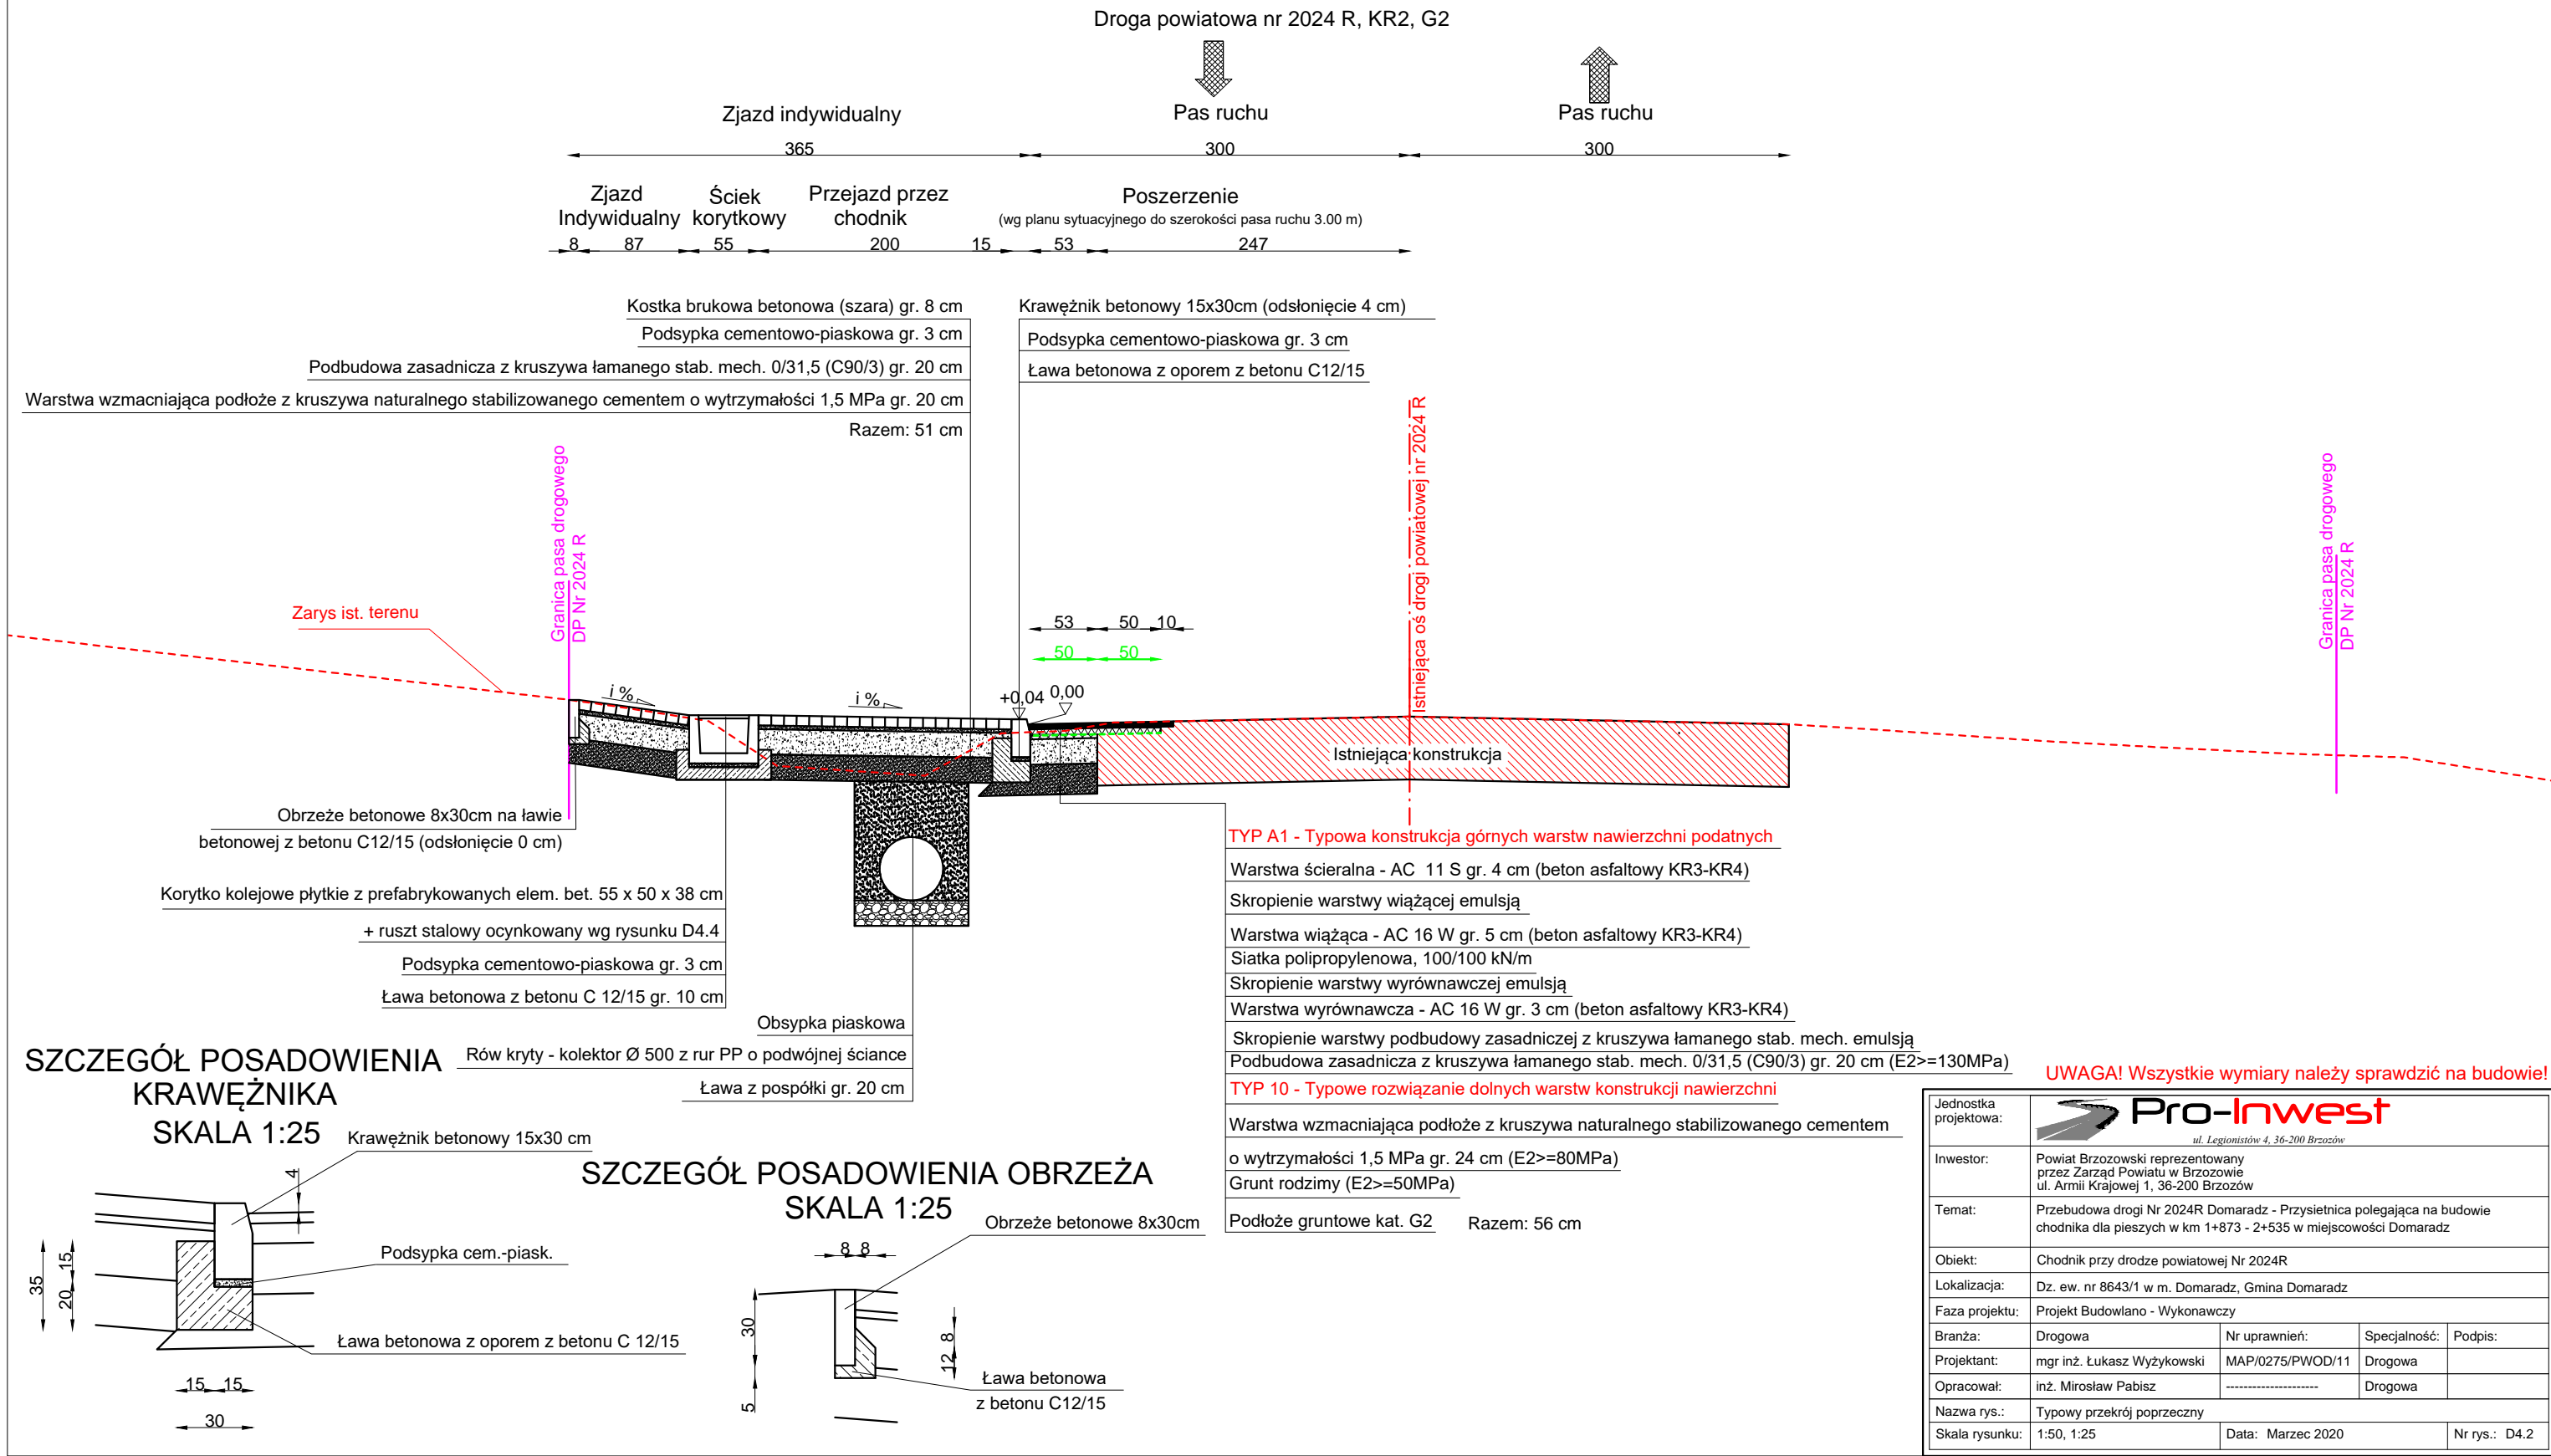 Droga powiatowa nr 2024 R, KR2, G2
Zjazd indywidualny
Pas ruchu
Pas ruchu
365
300
300
Zjazd
Indywidualny
Ściek
korytkowy
Przejazd przez
chodnik
Poszerzenie
(wg planu sytuacyjnego do szerokości pasa ruchu 3.00 m)
8
87
55
200
15
53
247
Kostka brukowa betonowa (szara) gr. 8 cm
Podsypka cementowo-piaskowa gr. 3 cm
Podbudowa zasadnicza z kruszywa łamanego stab. mech. 0/31,5 (C90/3) gr. 20 cm
Warstwa wzmacniająca podłoże z kruszywa naturalnego stabilizowanego cementem o wytrzymałości 1,5 MPa gr. 20 cm
Razem: 51 cm
Krawężnik betonowy 15x30cm (odsłonięcie 4 cm)
Podsypka cementowo-piaskowa gr. 3 cm
Ława betonowa z oporem z betonu C12/15
Granica pasa drogowego
DP Nr 2024 R
Istniejąca oś drogi powiatowej nr 2024 R
Granica pasa drogowego
DP Nr 2024 R
Zarys ist. terenu
53
50
10
50
50
i %
i %
+0,04
0,00
Istniejąca konstrukcja
Obrzeże betonowe 8x30cm na ławie
betonowej z betonu C12/15 (odsłonięcie 0 cm)
Korytko kolejowe płytkie z prefabrykowanych elem. bet. 55 x 50 x 38 cm
+ ruszt stalowy ocynkowany wg rysunku D4.4
Podsypka cementowo-piaskowa gr. 3 cm
Ława betonowa z betonu C 12/15 gr. 10 cm
Obsypka piaskowa
Rów kryty - kolektor Ø 500 z rur PP o podwójnej ściance
Ława z pospółki gr. 20 cm
TYP A1 - Typowa konstrukcja górnych warstw nawierzchni podatnych
Warstwa ścieralna - AC 11 S gr. 4 cm (beton asfaltowy KR3-KR4)
Skropienie warstwy wiążącej emulsją
Warstwa wiążąca - AC 16 W gr. 5 cm (beton asfaltowy KR3-KR4)
Siatka polipropylenowa, 100/100 kN/m
Skropienie warstwy wyrównawczej emulsją
Warstwa wyrównawcza - AC 16 W gr. 3 cm (beton asfaltowy KR3-KR4)
Skropienie warstwy podbudowy zasadniczej z kruszywa łamanego stab. mech. emulsją
Podbudowa zasadnicza z kruszywa łamanego stab. mech. 0/31,5 (C90/3) gr. 20 cm (E2>=130MPa)
TYP 10 - Typowe rozwiązanie dolnych warstw konstrukcji nawierzchni
Warstwa wzmacniająca podłoże z kruszywa naturalnego stabilizowanego cementem
o wytrzymałości 1,5 MPa gr. 24 cm (E2>=80MPa)
Grunt rodzimy (E2>=50MPa)
Podłoże gruntowe kat. G2
Razem: 56 cm
SZCZEGÓŁ POSADOWIENIA
KRAWĘŻNIKA
SKALA 1:25
Krawężnik betonowy 15x30 cm
4
Podsypka cem.-piask.
35
15
20
Ława betonowa z oporem z betonu C 12/15
15
15
30
SZCZEGÓŁ POSADOWIENIA OBRZEŻA
SKALA 1:25
Obrzeże betonowe 8x30cm
8
8
30
5
8
12
Ława betonowa
z betonu C12/15
UWAGA! Wszystkie wymiary należy sprawdzić na budowie!
Jednostka
projektowa:
Pro-Inwest
ul. Legionistów 4, 36-200 Brzozów
Inwestor:
Powiat Brzozowski reprezentowany
przez Zarząd Powiatu w Brzozowie
ul. Armii Krajowej 1, 36-200 Brzozów
Temat:
Przebudowa drogi Nr 2024R Domaradz - Przysietnica polegająca na budowie
chodnika dla pieszych w km 1+873 - 2+535 w miejscowości Domaradz
Obiekt: Chodnik przy drodze powiatowej Nr 2024R
Lokalizacja: Dz. ew. nr 8643/1 w m. Domaradz, Gmina Domaradz
Faza projektu: Projekt Budowlano - Wykonawczy
Branża: Drogowa Nr uprawnień: Specjalność: Podpis:
Projektant: mgr inż. Łukasz Wyżykowski MAP/0275/PWOD/11 Drogowa
Opracował: inż. Mirosław Pabisz --------------------- Drogowa
Nazwa rys.: Typowy przekrój poprzeczny
Skala rysunku: 1:50, 1:25 Data: Marzec 2020 Nr rys.: D4.2